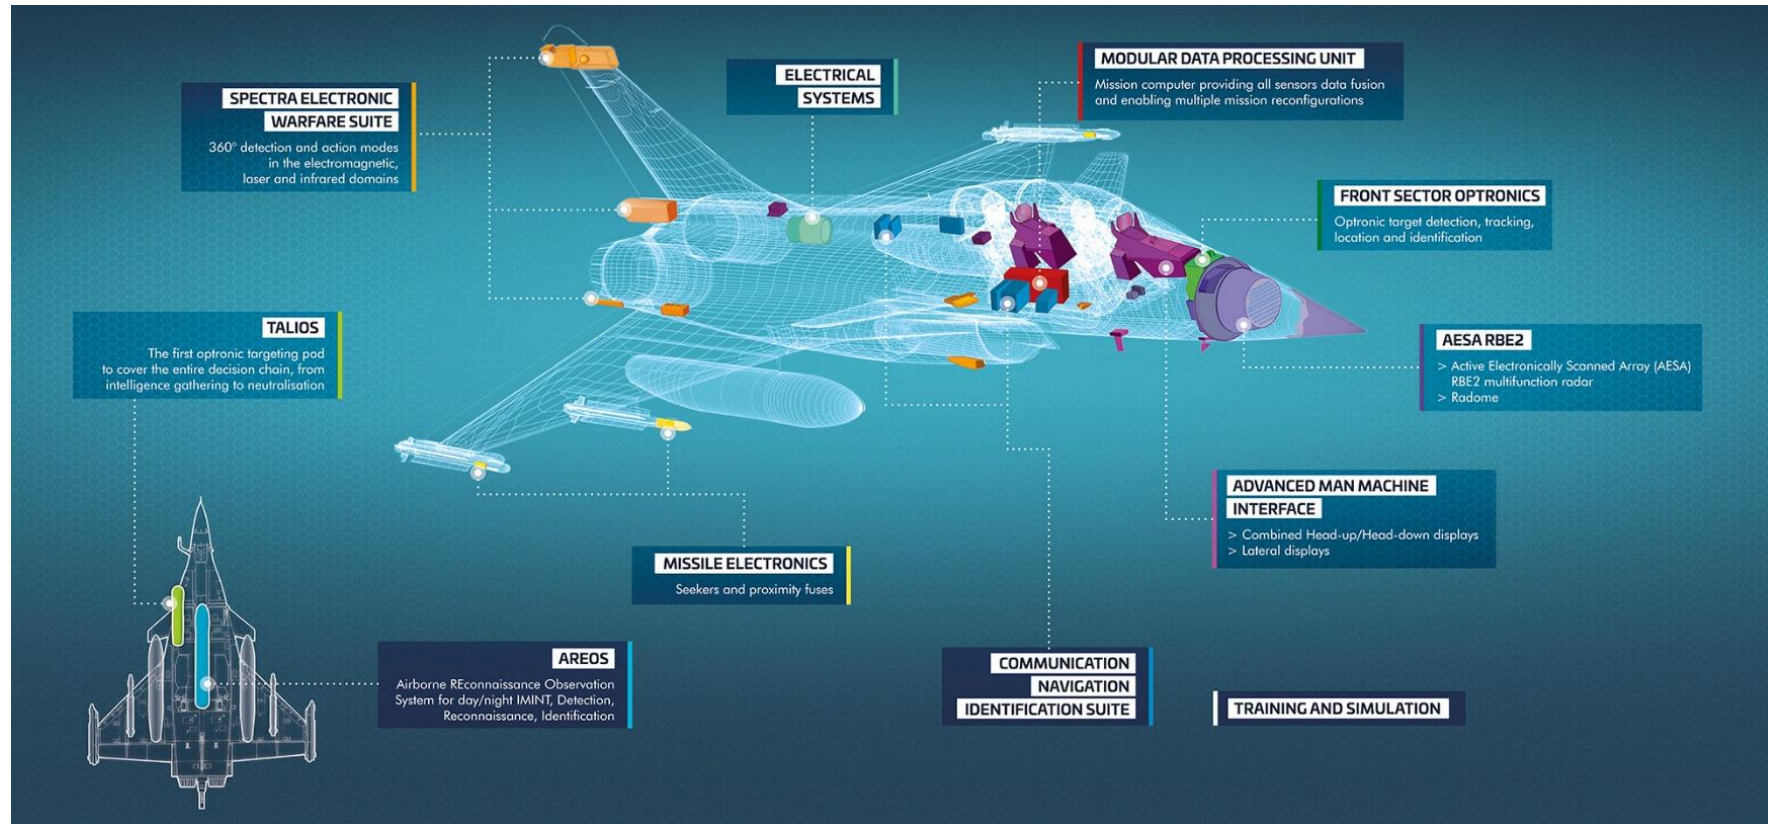 SPECTRA ELECTRONIC
WARFARE SUITE
360° detection and action modes
in the electromagnetic,
laser and infrared domains
ELECTRICAL
SYSTEMS
MODULAR DATA PROCESSING UNIT
Mission computer providing all sensors data fusion
and enabling multiple mission reconfigurations
FRONT SECTOR OPTRONICS
Optronic target detection, tracking,
location and identification
TALIOS
The first optronic targeting pod
to cover the entire decision chain, from
intelligence gathering to neutralisation
AESA RBE2
> Active Electronically Scanned Array (AESA)
RBE2 multifunction radar
> Radome
ADVANCED MAN MACHINE
INTERFACE
> Combined Head-up/Head-down displays
> Lateral displays
MISSILE ELECTRONICS
Seekers and proximity fuses
AREOS
Airborne REconnaissance Observation
System for day/night IMINT, Detection,
Reconnaissance, Identification
COMMUNICATION
NAVIGATION
IDENTIFICATION SUITE
TRAINING AND SIMULATION